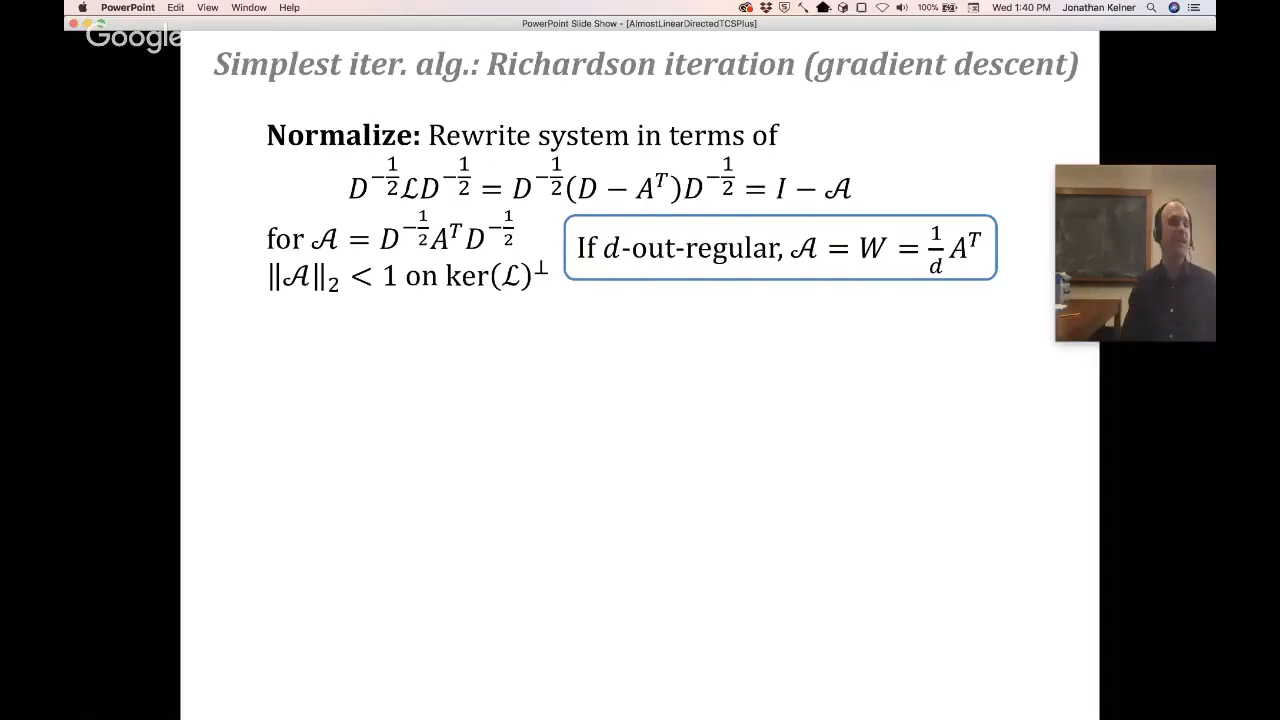 PowerPoint Edit View Window Help 100% Wed 1:40 PM Jonathan Kelner
PowerPoint Slide Show - [AlmostLinearDirectedTCSPlus]
Google
Simplest iter. alg.: Richardson iteration (gradient descent)
Normalize: Rewrite system in terms of
D^{-1/2}ℒD^{-1/2} = D^{-1/2}(D − A^T)D^{-1/2} = I − 𝒜
for 𝒜 = D^{-1/2}A^T D^{-1/2}
If d-out-regular, 𝒜 = W = 1/d A^T
‖𝒜‖₂ < 1 on ker(ℒ)^⊥